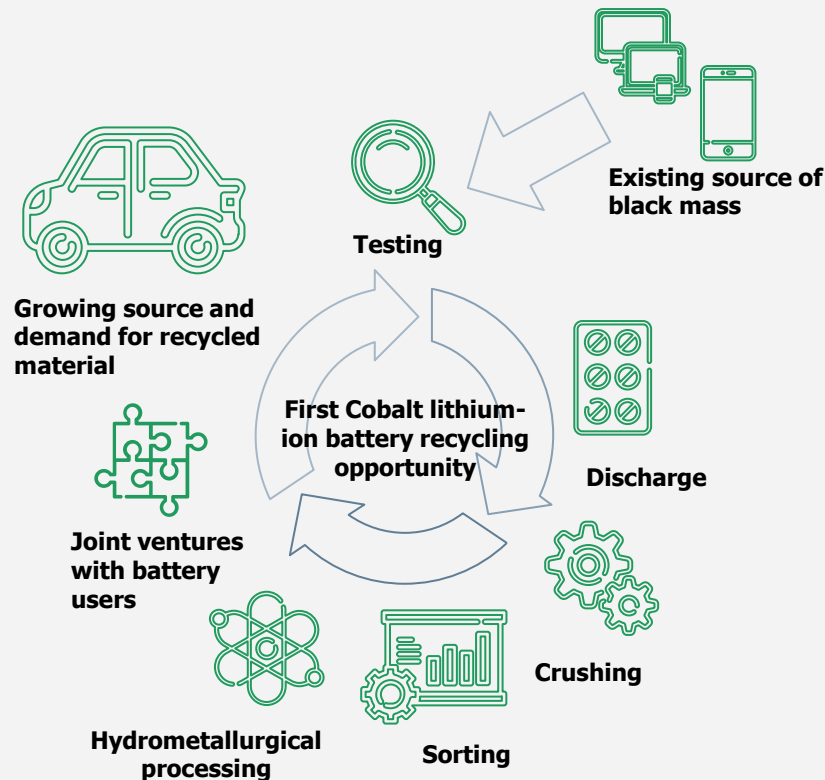 Existing source of
black mass
Testing
Growing source and
demand for recycled
material
First Cobalt lithium-
ion battery recycling
opportunity
Discharge
Joint ventures
with battery
users
Crushing
Hydrometallurgical
processing
Sorting